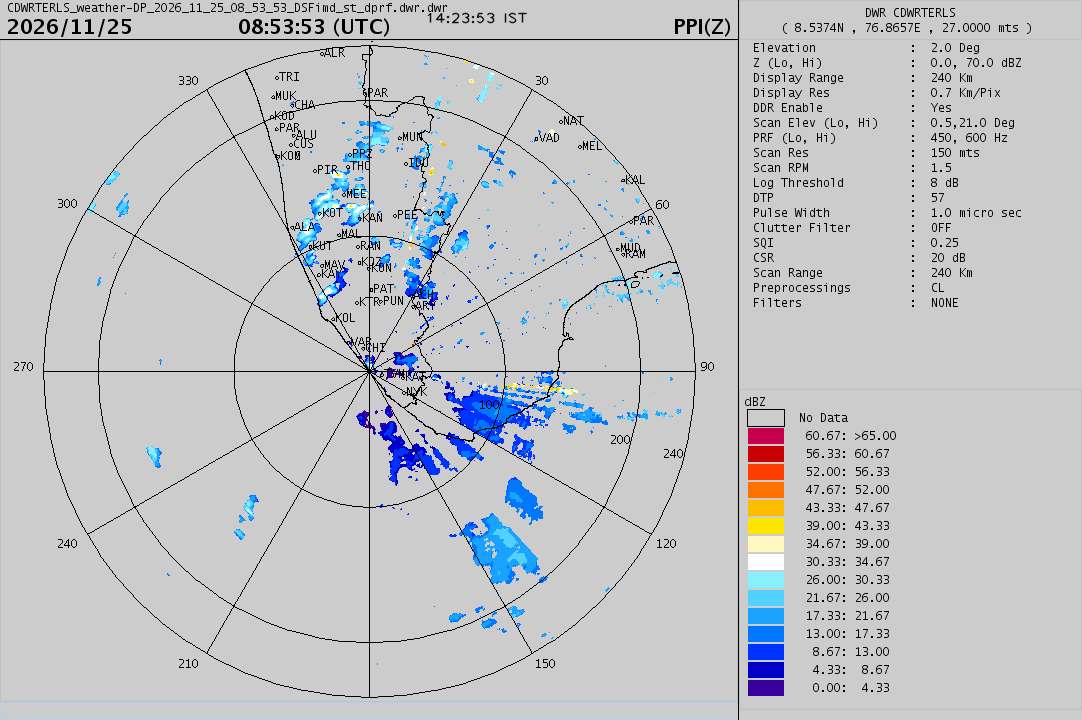 CDWRTERLS_weather-DP_2026_11_25_08_53_53_DSFimd_st_dprf.dwr.dwr
2026/11/25 08:53:53 (UTC) 14:23:53 IST PPI(Z)
DWR CDWRTERLS
( 8.5374N , 76.8657E , 27.0000 mts )
Elevation : 2.0 Deg
Z (Lo, Hi) : 0.0, 70.0 dBZ
Display Range : 240 Km
Display Res : 0.7 Km/Pix
DDR Enable : Yes
Scan Elev (Lo, Hi) : 0.5,21.0 Deg
PRF (Lo, Hi) : 450, 600 Hz
Scan Res : 150 mts
Scan RPM : 1.5
Log Threshold : 8 dB
DTP : 57
Pulse Width : 1.0 micro sec
Clutter Filter : OFF
SQI : 0.25
CSR : 20 dB
Scan Range : 240 Km
Preprocessings : CL
Filters : NONE
dBZ
No Data
60.67: >65.00
56.33: 60.67
52.00: 56.33
47.67: 52.00
43.33: 47.67
39.00: 43.33
34.67: 39.00
30.33: 34.67
26.00: 30.33
21.67: 26.00
17.33: 21.67
13.00: 17.33
8.67: 13.00
4.33: 8.67
0.00: 4.33
ALR
TRI
330
30
MUK
PAR
CHA
KOD
NAT
PAR
ALU
MUN
VAD
CUS
MEL
PPZ
IDU
THO
PIR
KAL
MEE
300
60
KOT
KAN
PEE
PAR
ALA
MAL
KUT
RAN
MUD
RAM
MAV
KOZ
KON
PAT
KTR
PUN
ACH
KOL
VAR
CHI
270
90
NYK
100
200
240
240
120
210
150